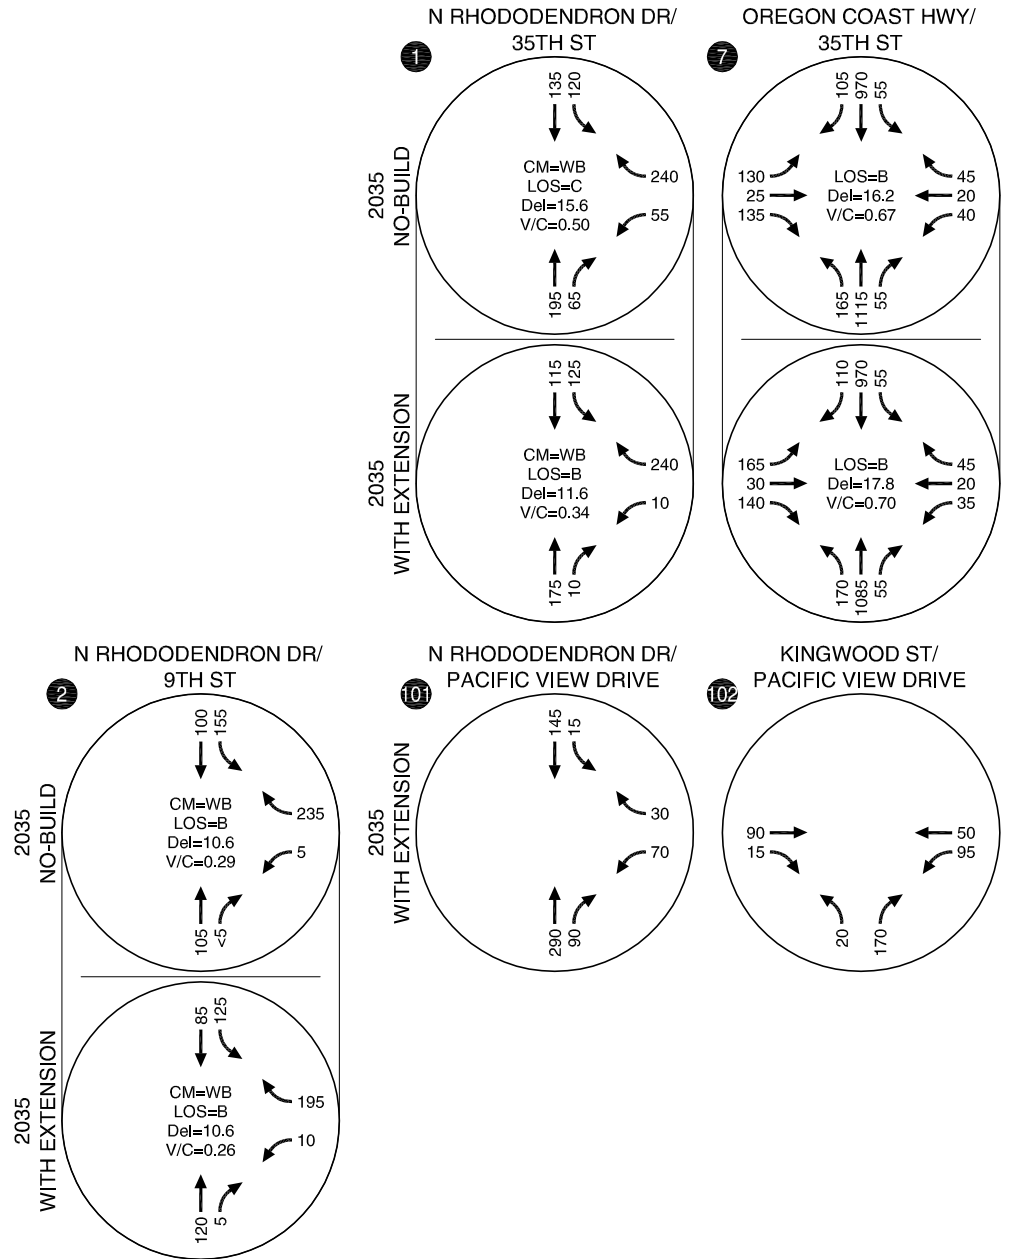 N RHODODENDRON DR/
35TH ST
1
2035
NO-BUILD
135
120
CM=WB
LOS=C
Del=15.6
V/C=0.50
240
55
195
65
2035
WITH EXTENSION
115
125
CM=WB
LOS=B
Del=11.6
V/C=0.34
240
10
175
10
OREGON COAST HWY/
35TH ST
7
105
970
55
130
25
135
LOS=B
Del=16.2
V/C=0.67
45
20
40
165
1115
55
110
970
55
165
30
140
LOS=B
Del=17.8
V/C=0.70
45
20
35
170
1085
55
N RHODODENDRON DR/
9TH ST
2
2035
NO-BUILD
100
155
CM=WB
LOS=B
Del=10.6
V/C=0.29
235
5
105
<5
2035
WITH EXTENSION
85
125
CM=WB
LOS=B
Del=10.6
V/C=0.26
195
10
120
5
N RHODODENDRON DR/
PACIFIC VIEW DRIVE
101
2035
WITH EXTENSION
145
15
30
70
290
90
KINGWOOD ST/
PACIFIC VIEW DRIVE
102
90
15
50
95
20
170